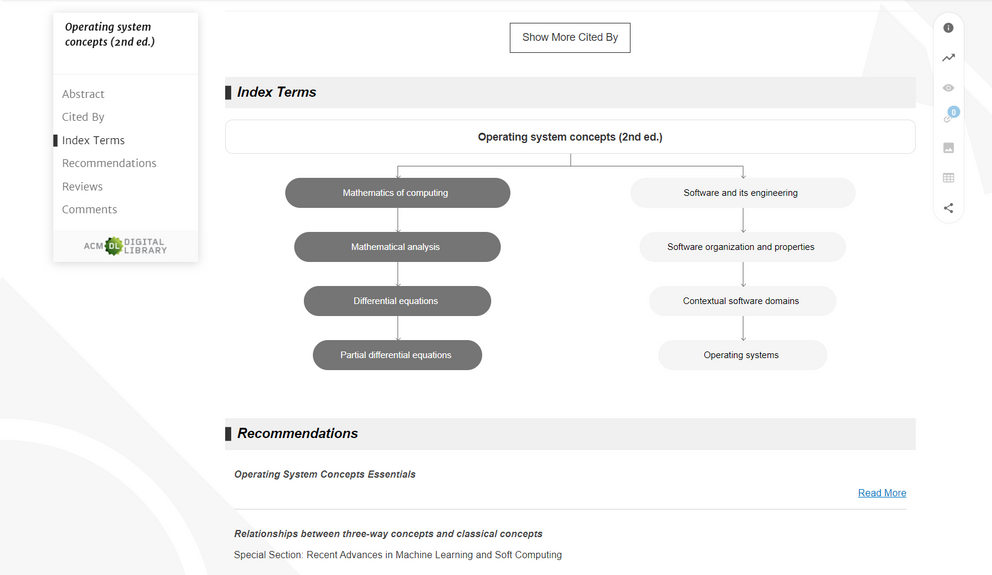 Operating system
concepts (2nd ed.)
Abstract
Cited By
Index Terms
Recommendations
Reviews
Comments
ACM DL DIGITAL
LIBRARY
Show More Cited By
Index Terms
Operating system concepts (2nd ed.)
Mathematics of computing
Mathematical analysis
Differential equations
Partial differential equations
Software and its engineering
Software organization and properties
Contextual software domains
Operating systems
Recommendations
Operating System Concepts Essentials
Read More
Relationships between three-way concepts and classical concepts
Special Section: Recent Advances in Machine Learning and Soft Computing
0